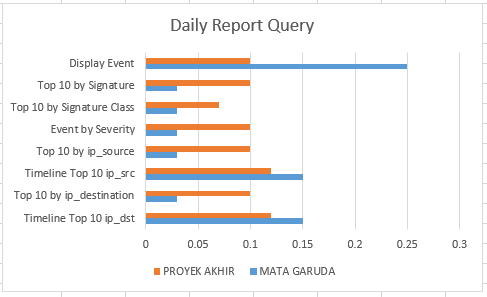 Daily Report Query
Display Event
Top 10 by Signature
Top 10 by Signature Class
Event by Severity
Top 10 by ip_source
Timeline Top 10 ip_src
Top 10 by ip_destination
Timeline Top 10 ip_dst
0 0.05 0.1 0.15 0.2 0.25 0.3
PROYEK AKHIR MATA GARUDA